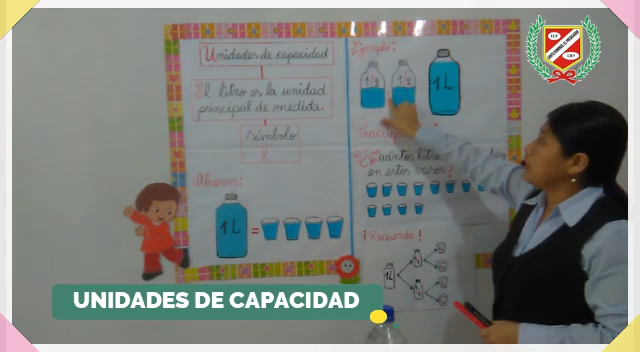 Unidades de capacidad
El litro es la unidad
principal de medida.
símbolo
l
Observa:
1L
=
Ejemplo:
1L
¿Cuántos
en estos vasos?
¡Recuerda!
1L
UNIDADES DE CAPACIDAD